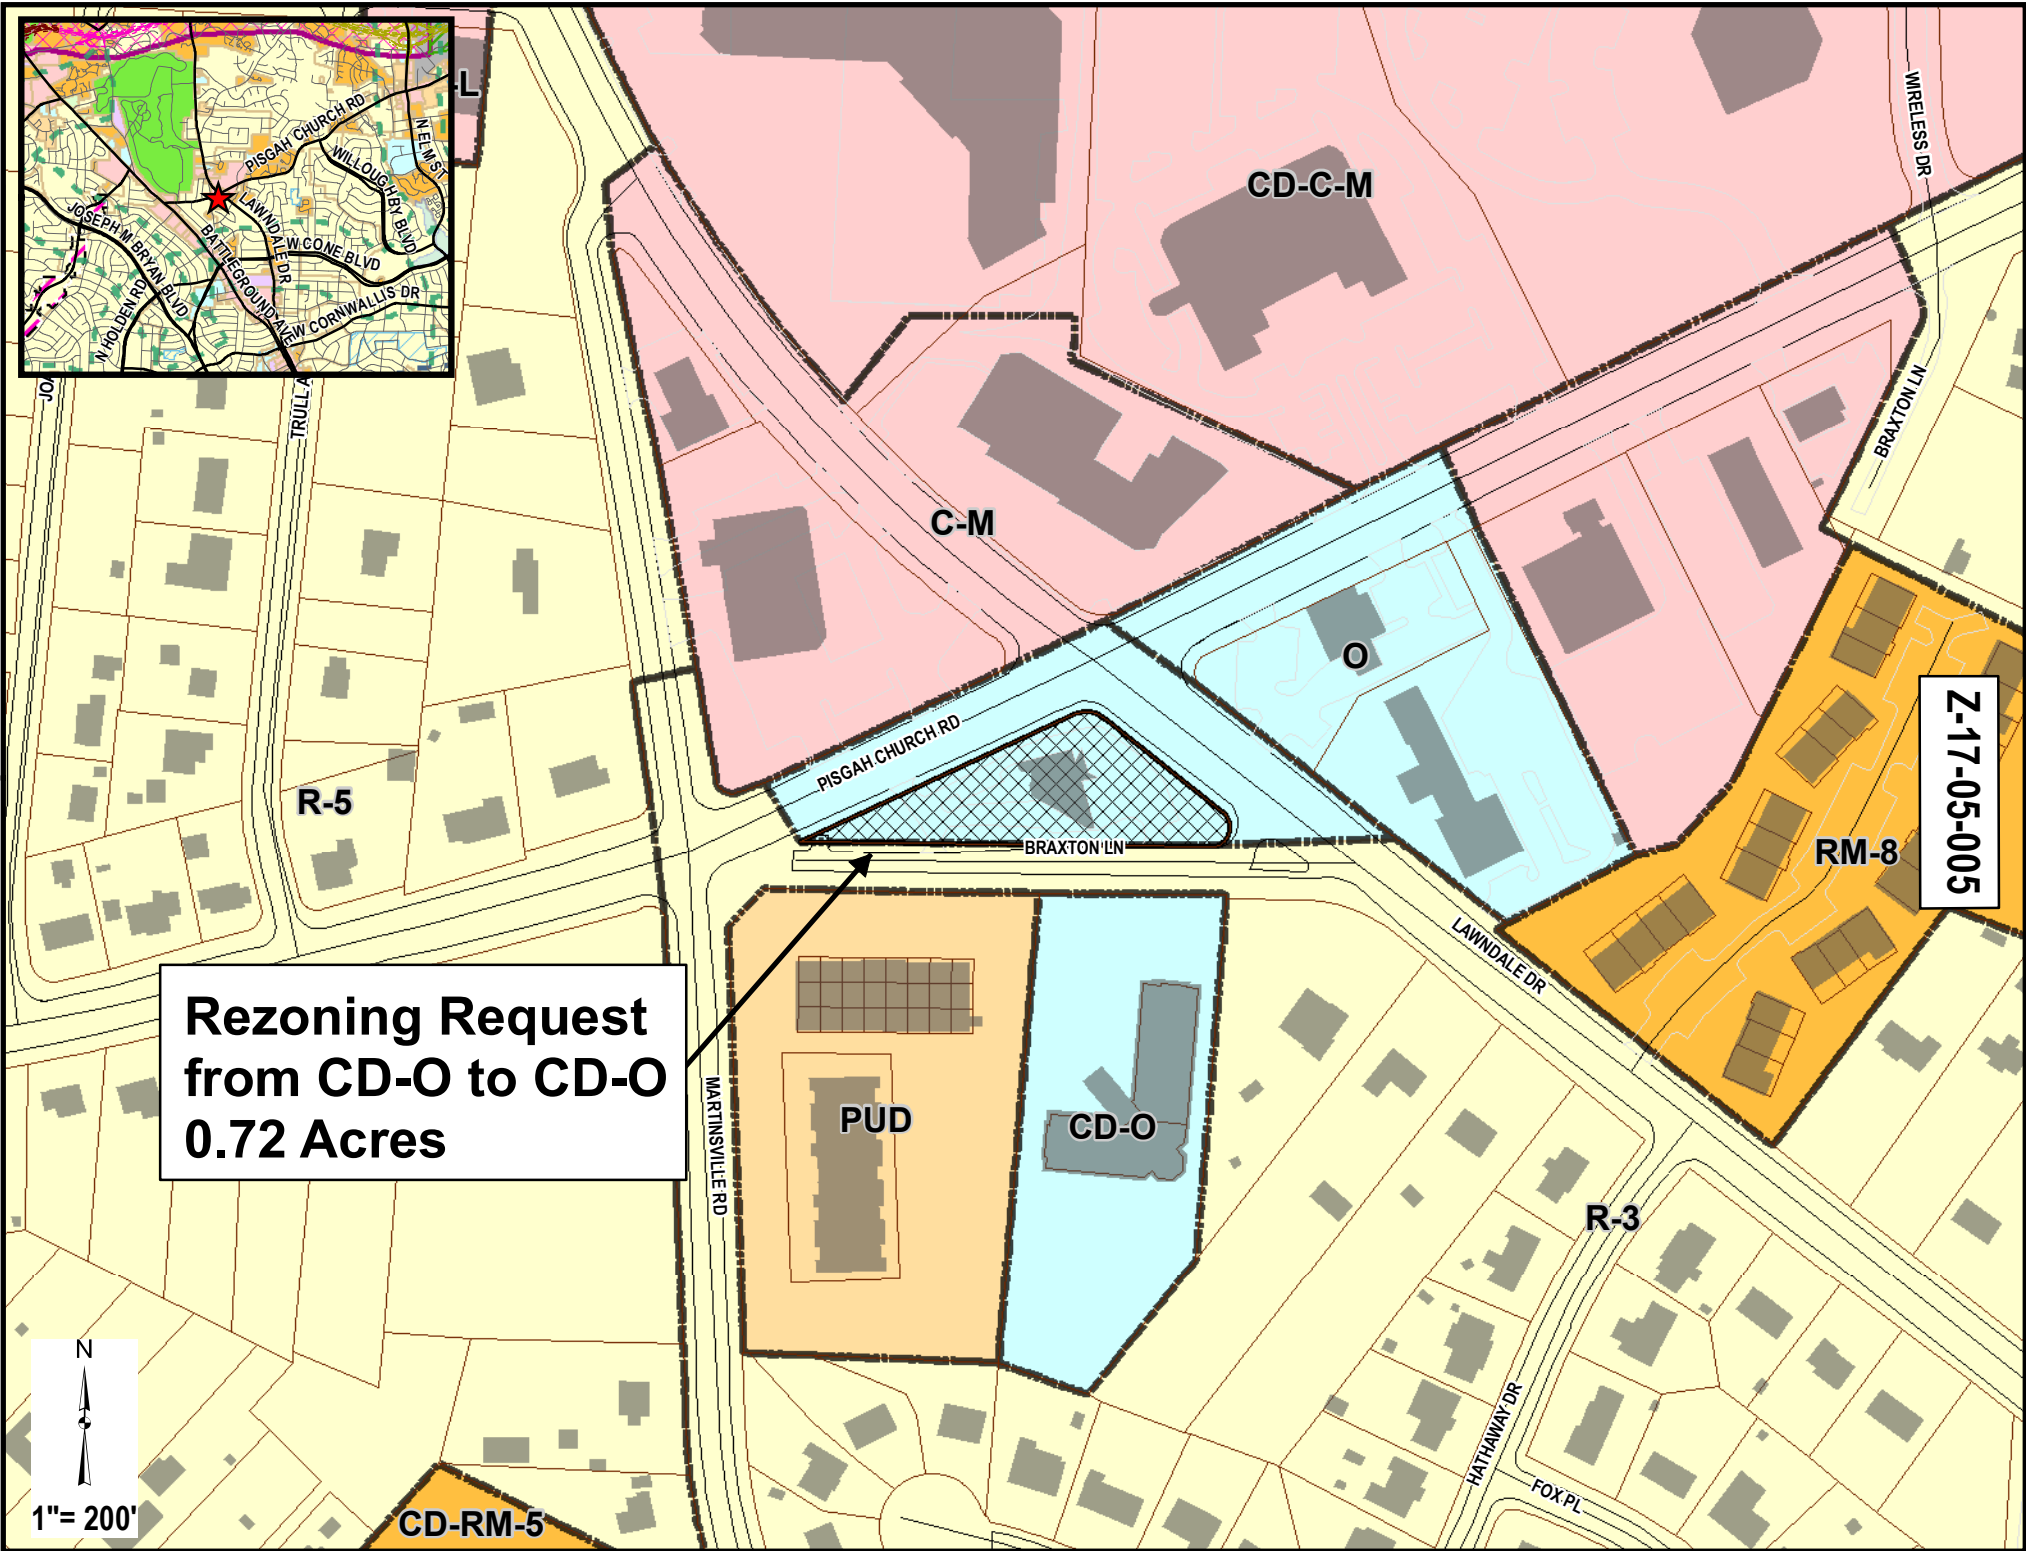 PISGAH CHURCH RD
N ELM ST
WILLOUGHBY BLVD
LAWNDALE DR
JOSEPH M BRYAN BLVD
BATTLEGROUND AVE
W CONE BLVD
N HOLDEN RD
W CORNWALLIS DR
-L
WIRELESS DR
CD-C-M
JO
TRULL
BRAXTON LN
C-M
O
Z-17-05-005
PISGAH CHURCH RD
R-5
BRAXTON LN
RM-8
LAWNDALE DR
Rezoning Request
from CD-O to CD-O
0.72 Acres
MARTINSVILLE RD
PUD
CD-O
R-3
HATHAWAY DR
FOX PL
N
1"= 200'
CD-RM-5